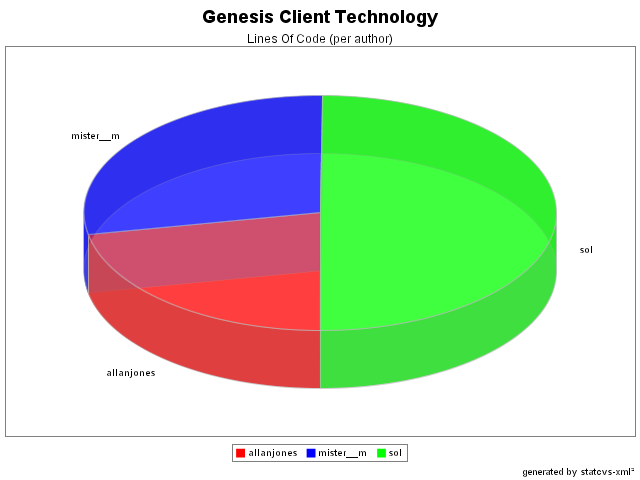 Genesis Client Technology
Lines Of Code (per author)
mister__m
sol
allanjones
allanjones mister__m sol
generated by statcvs-xml²